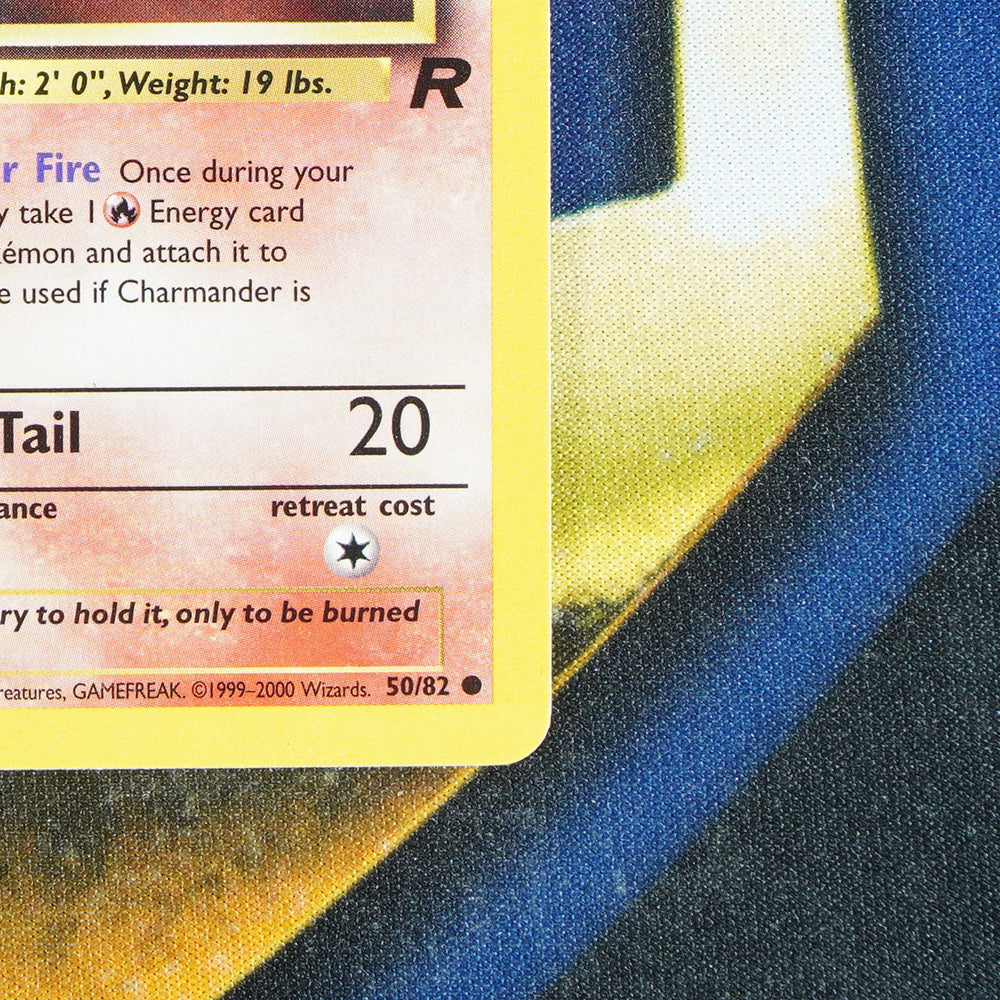 h: 2' 0", Weight: 19 lbs.
R
r Fire Once during your
y take 1 Energy card
émon and attach it to
e used if Charmander is
Tail 20
ance retreat cost
ry to hold it, only to be burned
reatures, GAMEFREAK. ©1999–2000 Wizards. 50/82